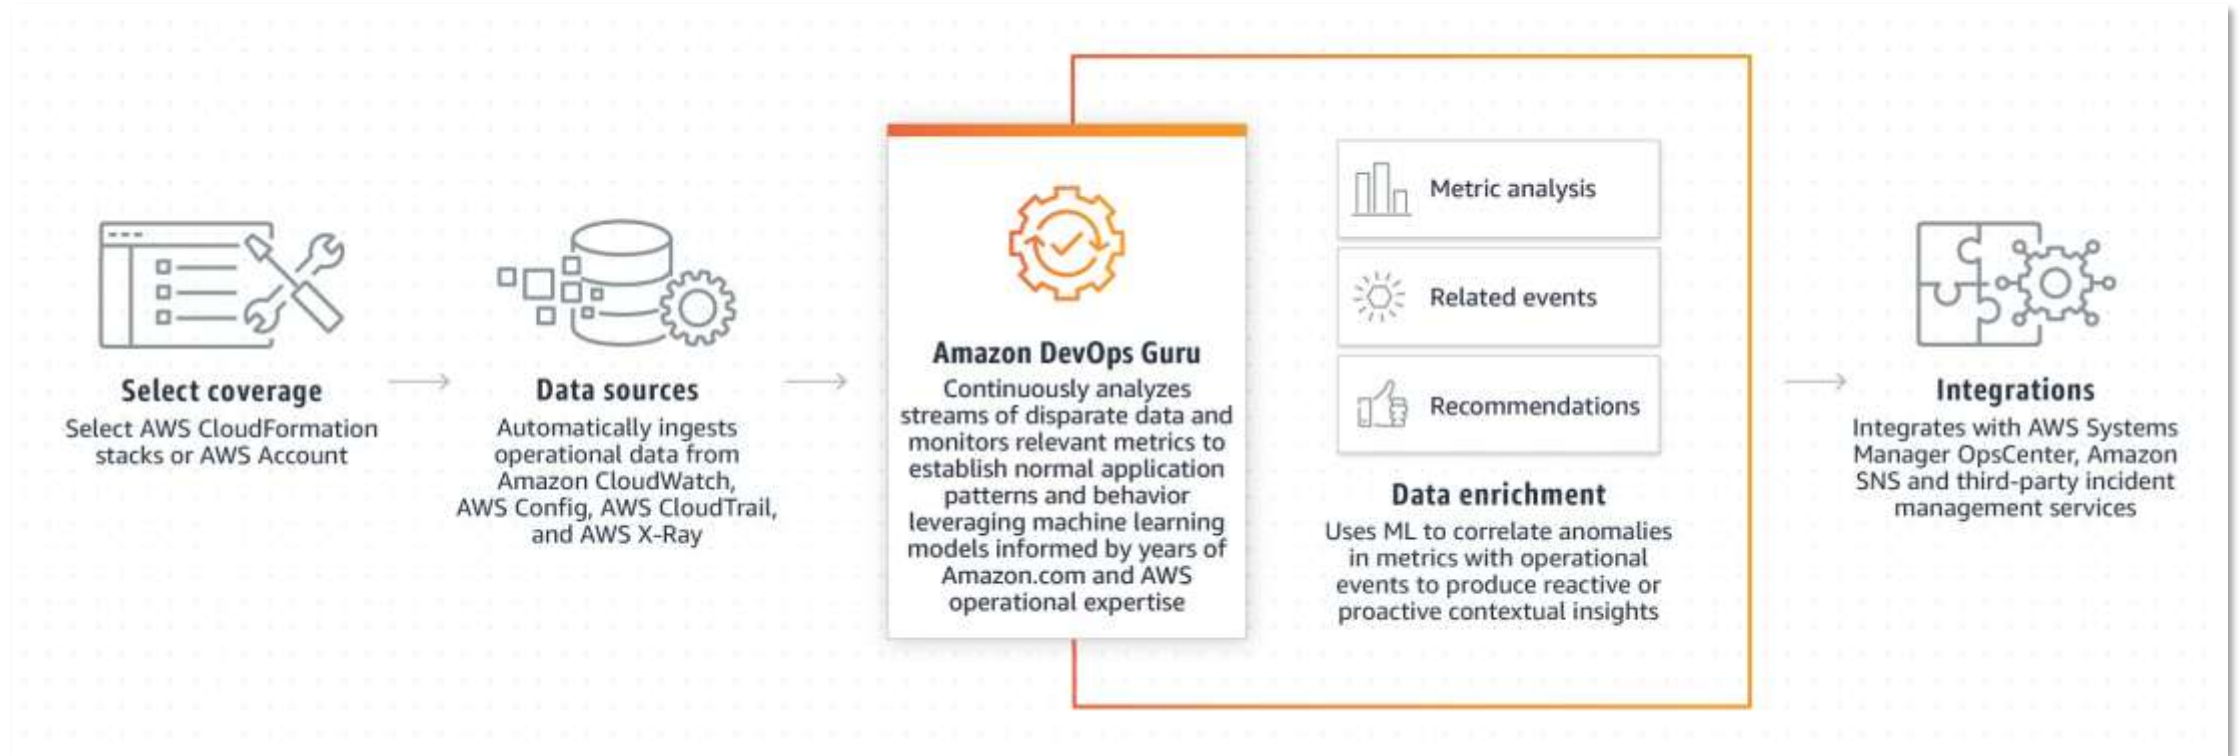 Select coverage
Select AWS CloudFormation
stacks or AWS Account
Data sources
Automatically ingests
operational data from
Amazon CloudWatch,
AWS Config, AWS CloudTrail,
and AWS X-Ray
Amazon DevOps Guru
Continuously analyzes
streams of disparate data and
monitors relevant metrics to
establish normal application
patterns and behavior
leveraging machine learning
models informed by years of
Amazon.com and AWS
operational expertise
Metric analysis
Related events
Recommendations
Data enrichment
Uses ML to correlate anomalies
in metrics with operational
events to produce reactive or
proactive contextual insights
Integrations
Integrates with AWS Systems
Manager OpsCenter, Amazon
SNS and third-party incident
management services